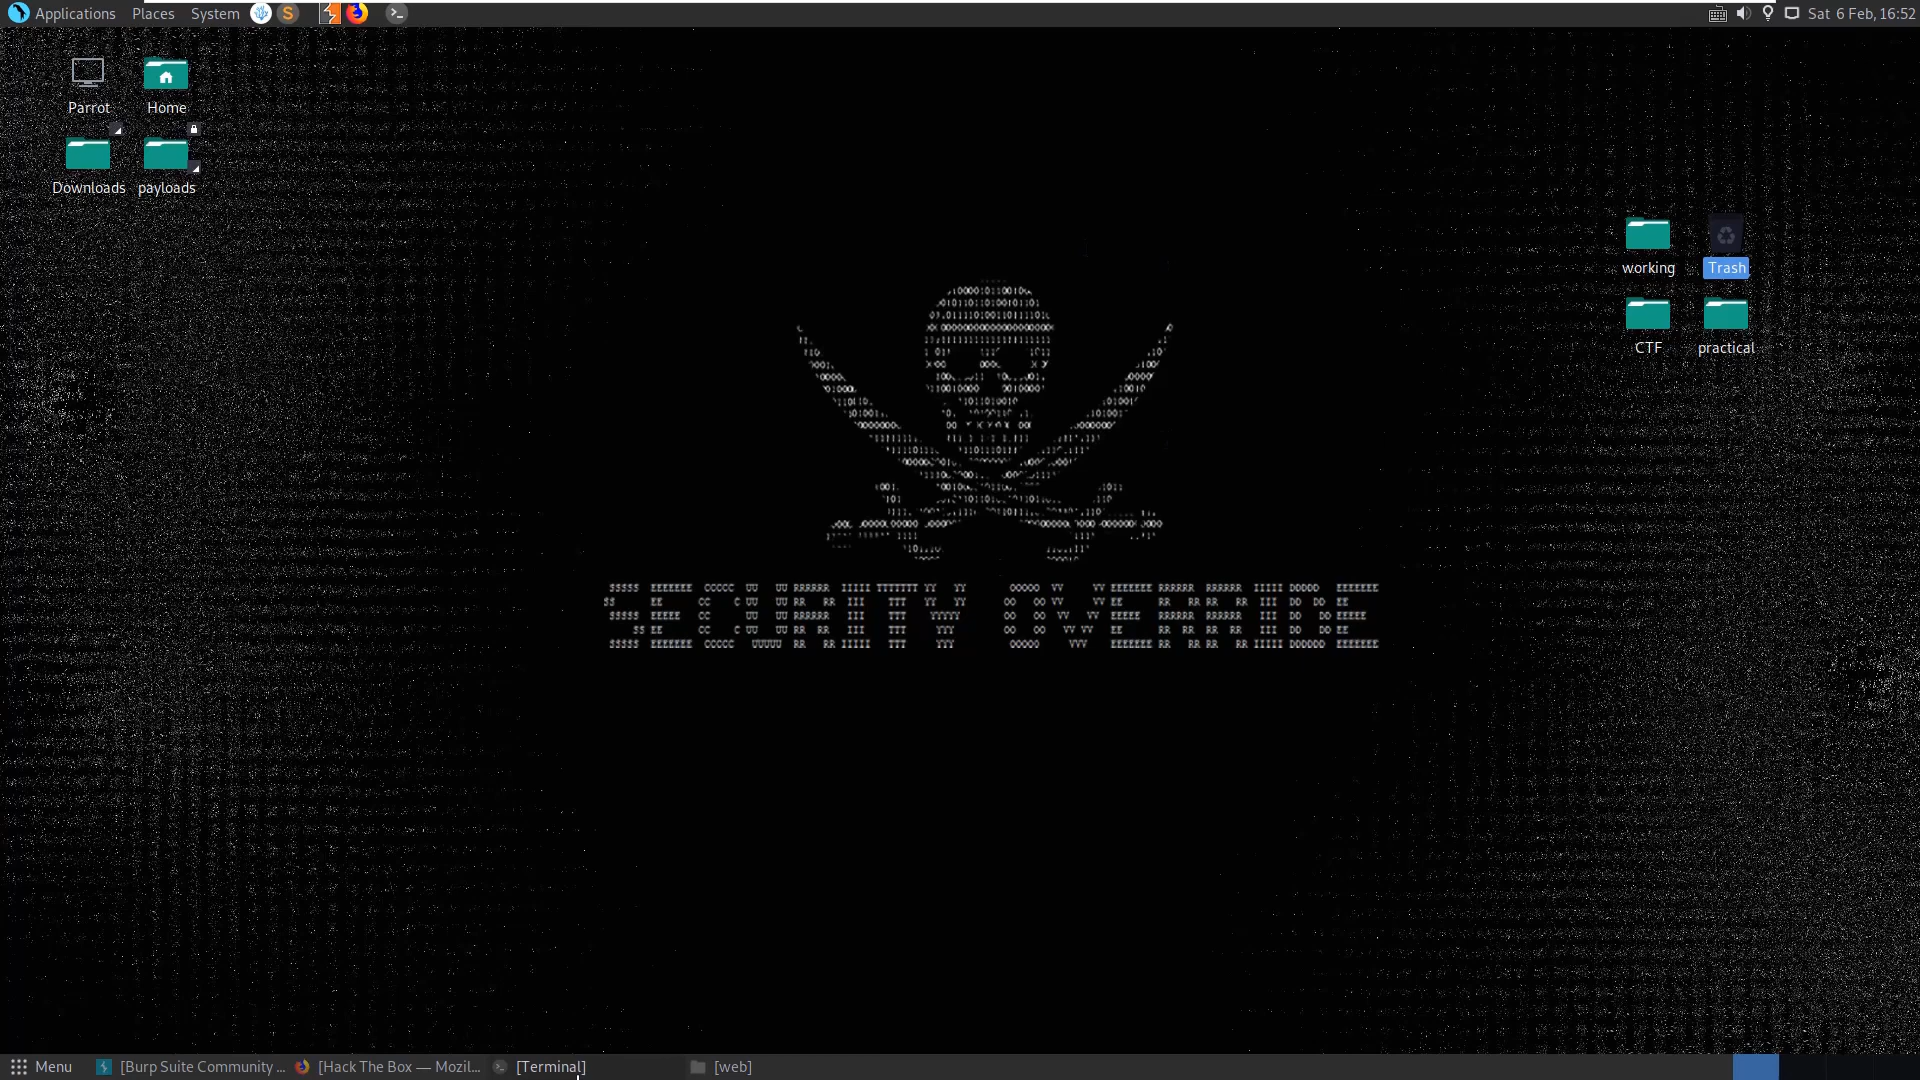 Applications Places System Sat 6 Feb, 16:52
Parrot Home
Downloads payloads
working Trash
CTF practical
SECURITY OVERRIDE
Menu [Burp Suite Community ... [Hack The Box — Mozil... [Terminal] [web]